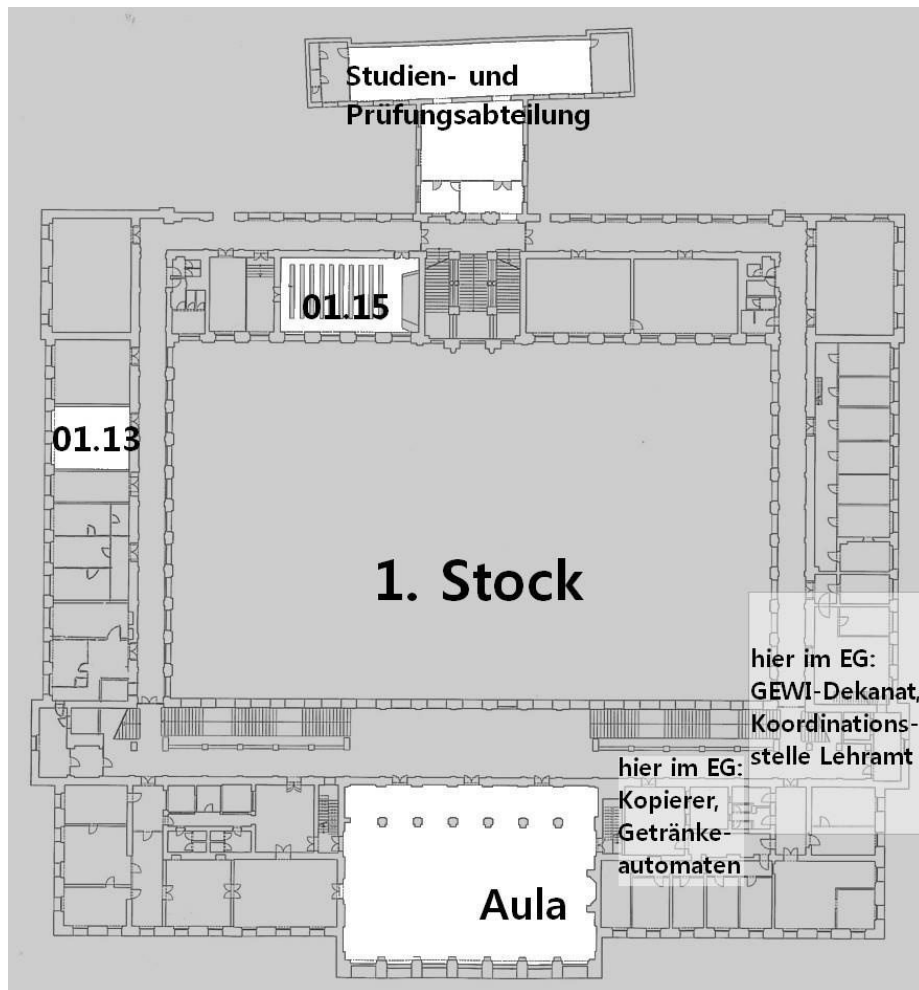 Studien- und
Prüfungsabteilung
01.15
01.13
1. Stock
hier im EG:
GEWI-Dekanat,
Koordinations-
stelle Lehramt
hier im EG:
Kopierer,
Getränke-
automaten
Aula